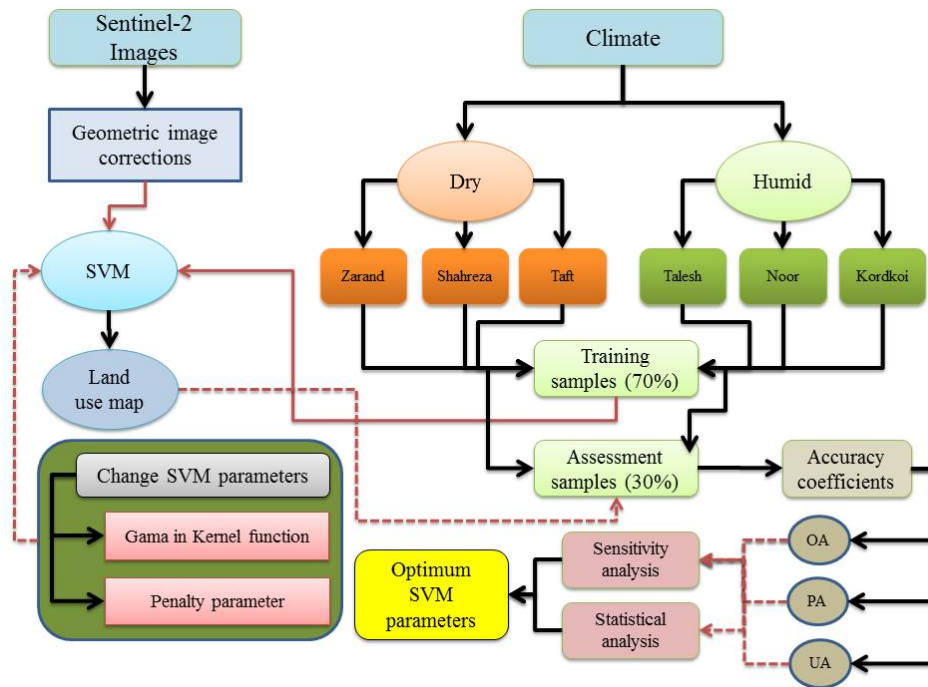 Sentinel-2
Images
Climate
Geometric image
corrections
Dry
Humid
SVM
Zarand
Shahreza
Taft
Talesh
Noor
Kordkoi
Land
use map
Training
samples (70%)
Change SVM parameters
Assessment
samples (30%)
Accuracy
coefficients
Gama in Kernel function
Penalty parameter
Optimum
SVM
parameters
Sensitivity
analysis
Statistical
analysis
OA
PA
UA